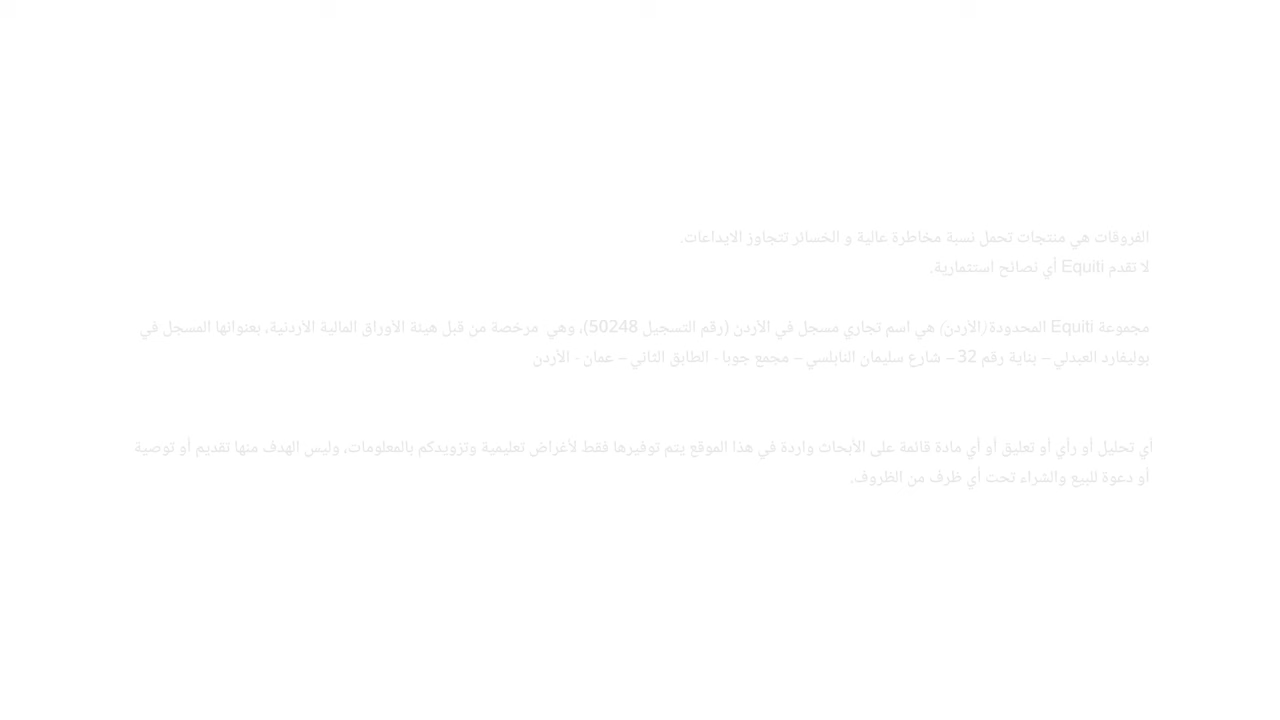 الفروقات هي منتجات تحمل نسبة مخاطرة عالية و الخسائر تتجاوز الايداعات.
لا تقدم Equiti أي نصائح استثمارية.
مجموعة Equiti المحدودة (الأردن) هي اسم تجاري مسجل في الأردن (رقم التسجيل 50248)، وهي مرخصة من قبل هيئة الأوراق المالية الأردنية، بعنوانها المسجل في
بوليفارد العبدلي – بناية رقم 32 – شارع سليمان النابلسي – مجمع جوبا - الطابق الثاني – عمان - الأردن
أي تحليل أو رأي أو تعليق أو أي مادة قائمة على الأبحاث واردة في هذا الموقع يتم توفيرها فقط لأغراض تعليمية وتزويدكم بالمعلومات، وليس الهدف منها تقديم أو توصية
أو دعوة للبيع والشراء تحت أي ظرف من الظروف.